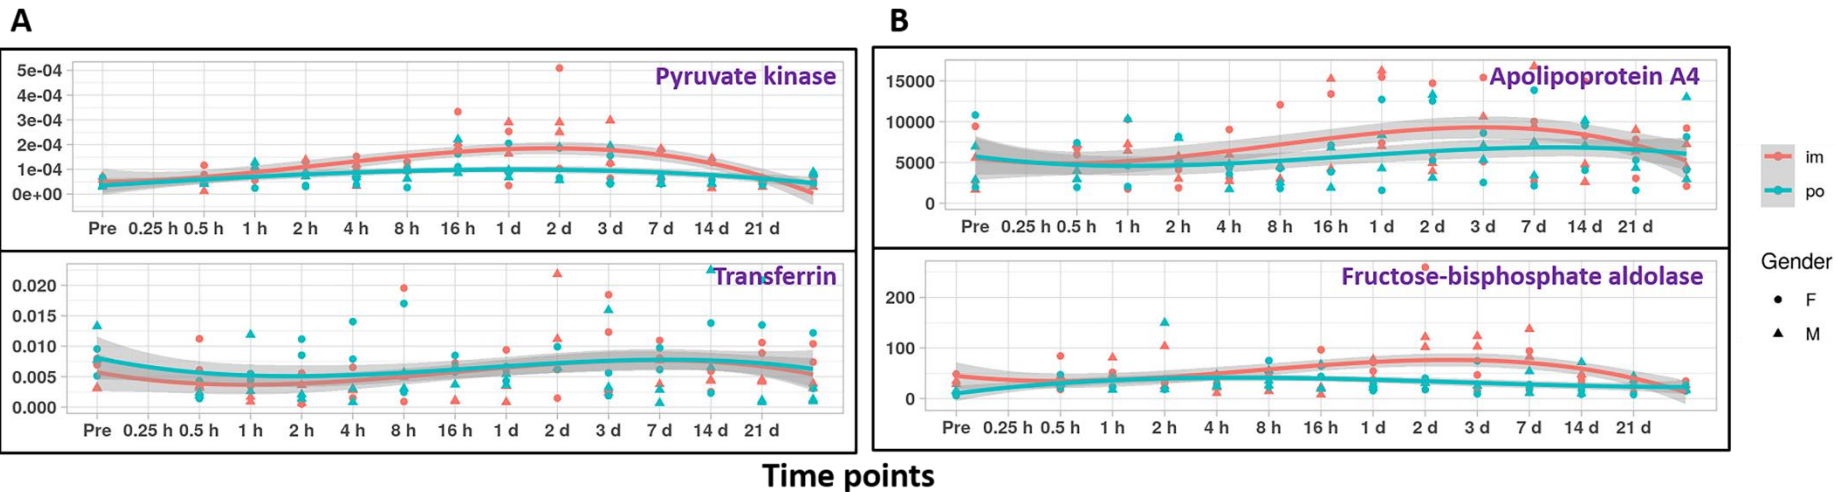 A
B
Pyruvate kinase
5e-04
4e-04
3e-04
2e-04
1e-04
0e+00
Pre 0.25 h 0.5 h 1 h 2 h 4 h 8 h 16 h 1 d 2 d 3 d 7 d 14 d 21 d
Apolipoprotein A4
15000
10000
5000
0
Pre 0.25 h 0.5 h 1 h 2 h 4 h 8 h 16 h 1 d 2 d 3 d 7 d 14 d 21 d
Transferrin
0.020
0.015
0.010
0.005
0.000
Pre 0.25 h 0.5 h 1 h 2 h 4 h 8 h 16 h 1 d 2 d 3 d 7 d 14 d 21 d
Fructose-bisphosphate aldolase
200
100
0
Pre 0.25 h 0.5 h 1 h 2 h 4 h 8 h 16 h 1 d 2 d 3 d 7 d 14 d 21 d
im
po
Gender
F
M
Time points